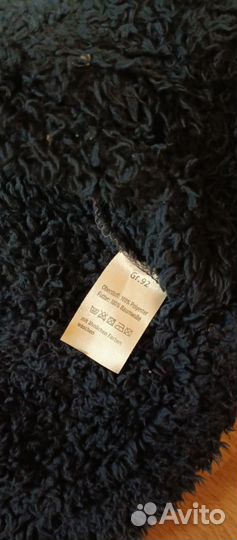 Gr. 92
Oberstoff: 100% Polyester
Futter: 100% Baumwolle
mit ähnlichen Farben
waschen
Avito